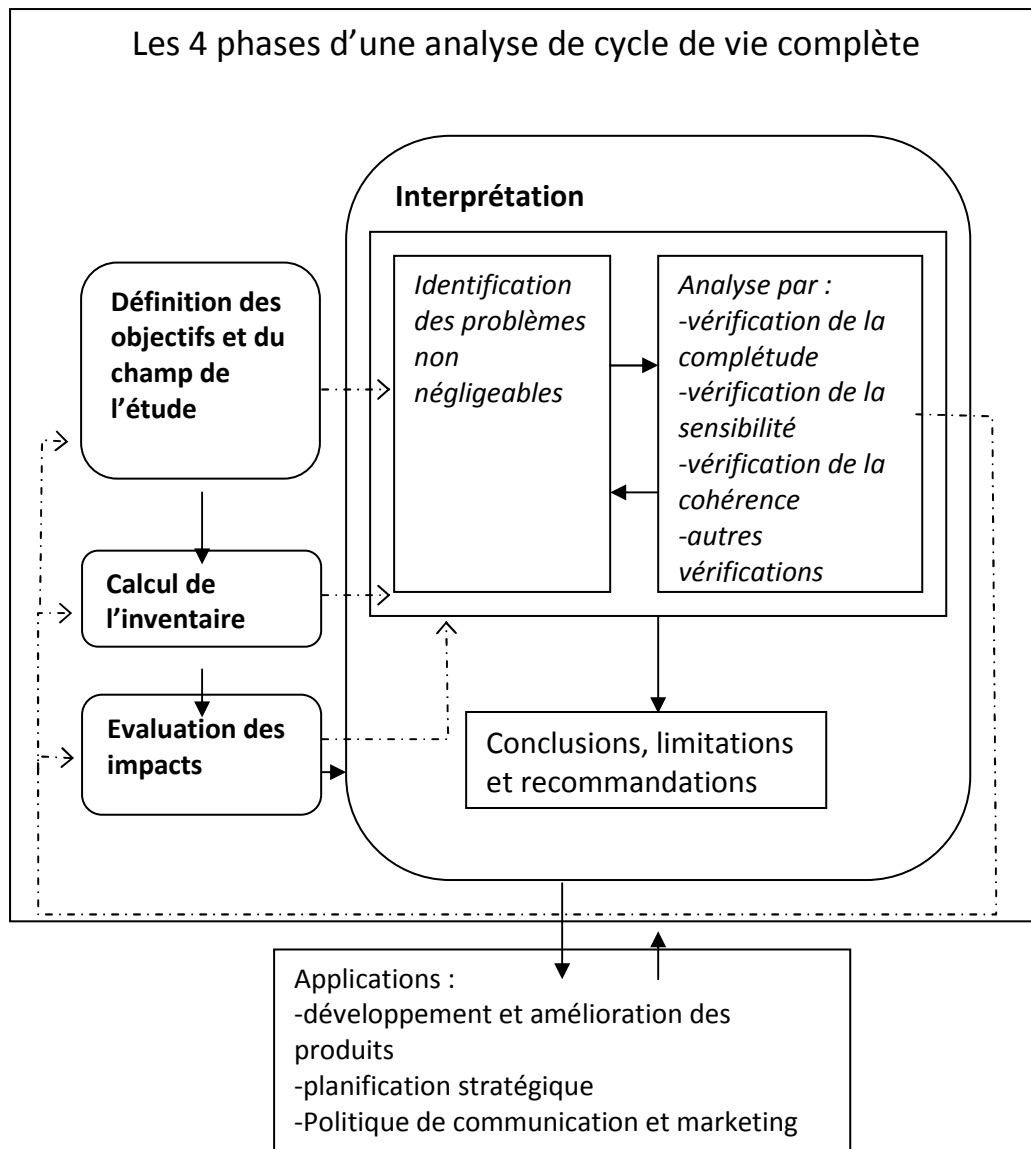 Les 4 phases d’une analyse de cycle de vie complète
Interprétation
Définition des
objectifs et du
champ de
l’étude
Identification
des problèmes
non
négligeables
Analyse par :
-vérification de la
complétude
-vérification de la
sensibilité
-vérification de la
cohérence
-autres
vérifications
Calcul de
l’inventaire
Evaluation des
impacts
Conclusions, limitations
et recommandations
Applications :
-développement et amélioration des
produits
-planification stratégique
-Politique de communication et marketing